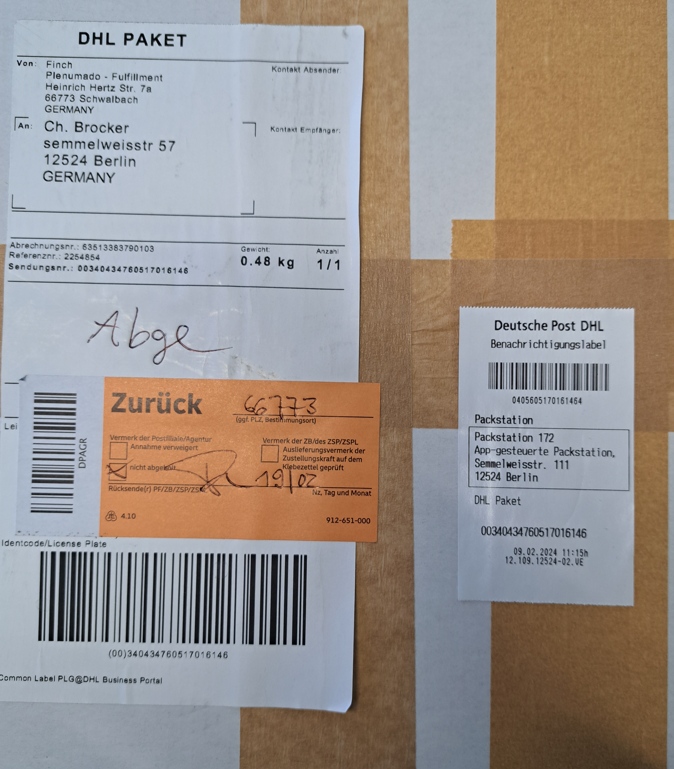 DHL PAKET
Von: Finch
Plenumado - Fulfillment
Heinrich Hertz Str. 7a
66773 Schwalbach
GERMANY
Kontakt Absender:
An: Ch. Brocker
semmelweisstr 57
12524 Berlin
GERMANY
Kontakt Empfänger:
Abrechnungsnr.: 63513383790103
Referenznr.: 2254854
Sendungsnr.: 00340434760517016146
Gewicht:
0.48 kg
Anzahl:
1/1
Abge
Lei
DPAGR
Zurück 66773
(ggf. PLZ, Bestimmungsort)
Vermerk der Postfiliale/Agentur
Annahme verweigert
nicht abgeholt
Rücksende(r) PF/ZB/ZSP/ZSPL
Vermerk der ZB/des ZSP/ZSPL
Auslieferungsvermerk der
Zustellungskraft auf dem
Klebezettel geprüft
19/02
Nz, Tag und Monat
4.10
912-651-000
Identcode/License Plate
(00)340434760517016146
Common Label PLG@DHL Business Portal
Deutsche Post DHL
Benachrichtigungslabel
0405605170161464
Packstation
Packstation 172
App-gesteuerte Packstation,
Semmelweisstr. 111
12524 Berlin
DHL Paket
00340434760517016146
09.02.2024 11:15h
12.109.12524-02.VE